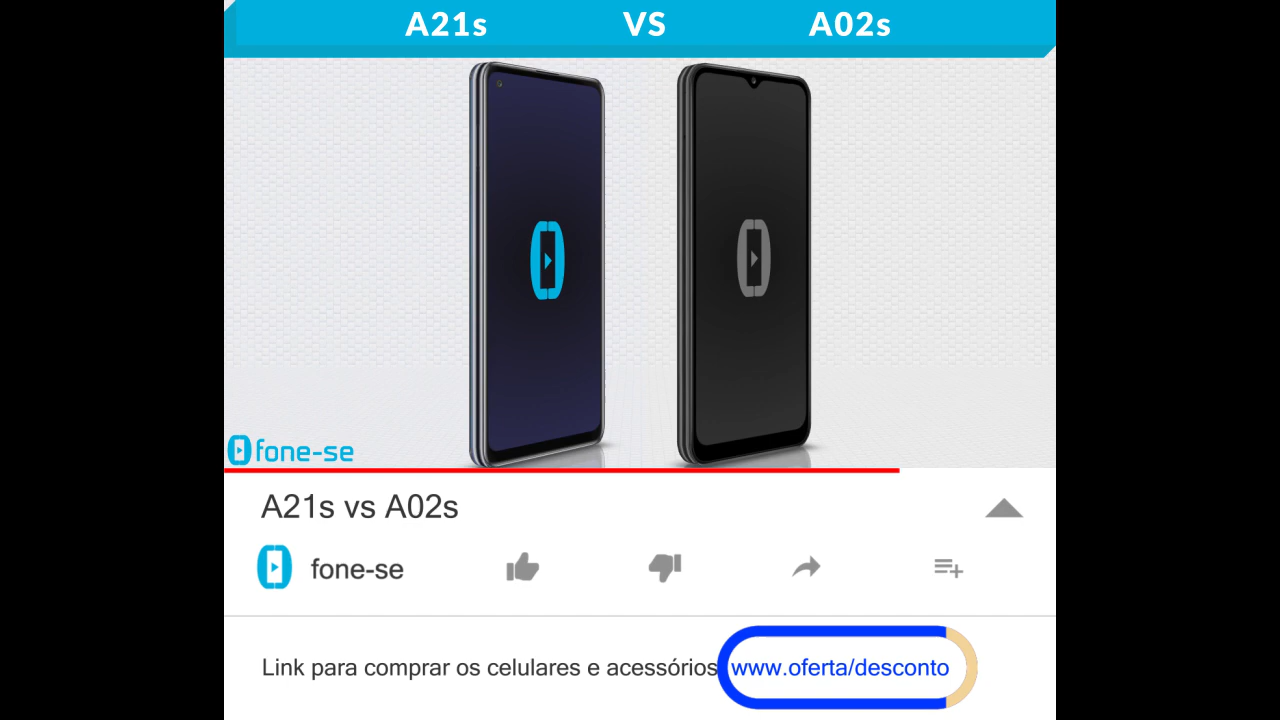 A21s VS A02s
fone-se
A21s vs A02s
fone-se
Link para comprar os celulares e acessórios www.oferta/desconto